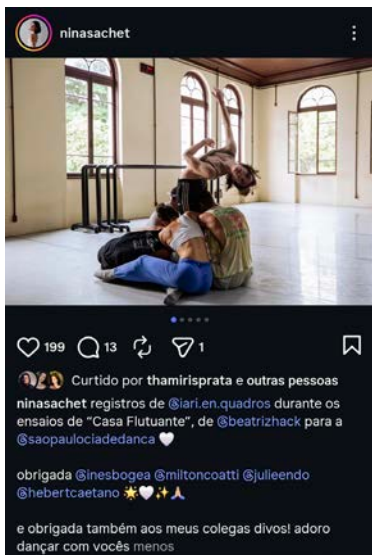 ninasachet
199 13 1
Curtido por thamirisprata e outras pessoas
ninasachet registros de @iari.en.quadros durante os
ensaios de “Casa Flutuante”, de @beatrizhack para a
@saopaulociadedanca 🤍
obrigada @inesbogea @miltoncoatti @julieendo
@hebertcaetano 🌟🤍✨🙏🏼
e obrigada também aos meus colegas divos! adoro
dançar com vocês menos